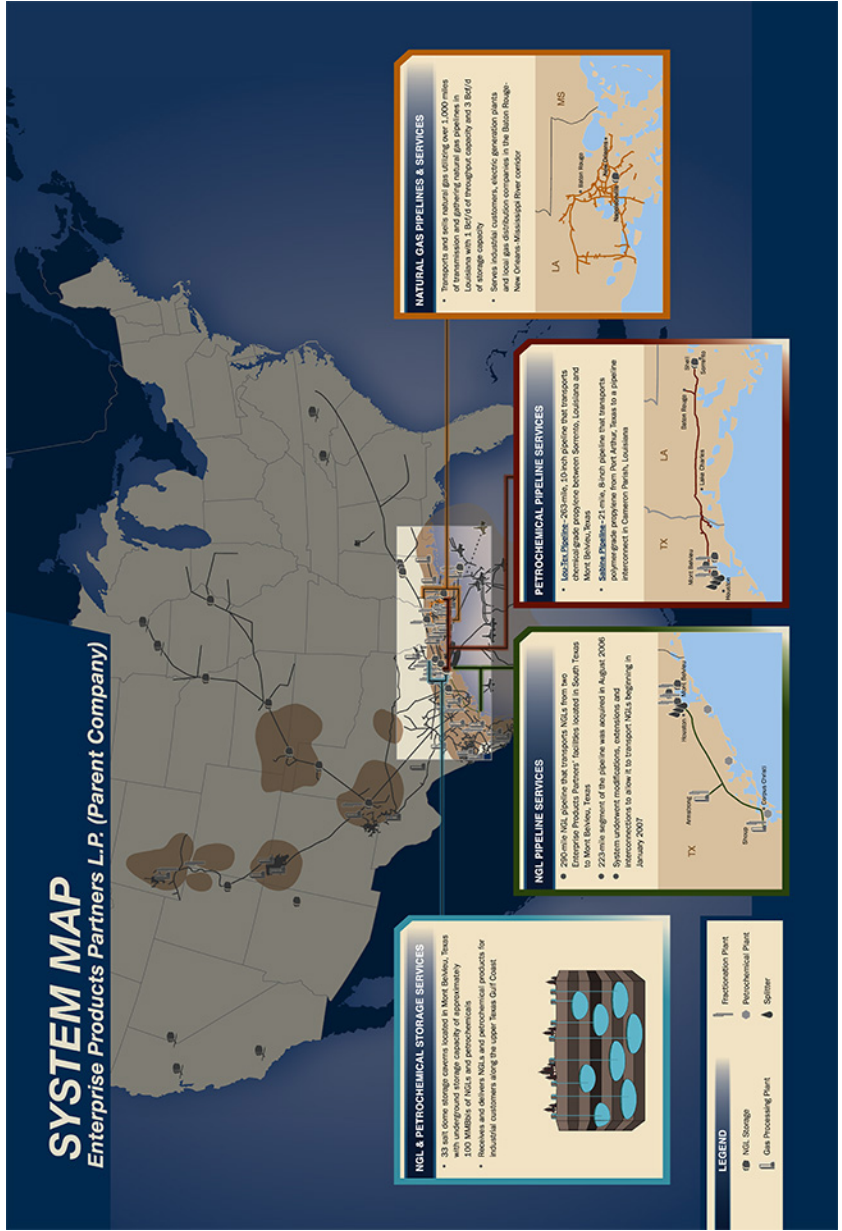 SYSTEM MAP
Enterprise Products Partners L.P. (Parent Company)
NGL & PETROCHEMICAL STORAGE SERVICES
• 33 salt dome storage caverns located in Mont Belvieu, Texas
with underground storage capacity of approximately
100 MMBbls of NGLs and petrochemicals
• Receives and delivers NGLs and petrochemical products for
industrial customers along the upper Texas Gulf Coast
NGL PIPELINE SERVICES
• 290-mile NGL pipeline that transports NGLs from two
Enterprise Products Partners' facilities located in South Texas
to Mont Belvieu, Texas
• 223-mile segment of the pipeline was acquired in August 2006
• System underwent modifications, extensions and
interconnections to allow it to transport NGLs beginning in
January 2007
TX
Armstrong
Shoup
Corpus Christi
Houston
Mont Belvieu
PETROCHEMICAL PIPELINE SERVICES
• Lou-Tex Pipeline - 263-mile, 10-inch pipeline that transports
chemical-grade propylene between Sorrento, Louisiana and
Mont Belvieu, Texas
• Sabine Pipeline - 21-mile, 8-inch pipeline that transports
polymer-grade propylene from Port Arthur, Texas to a pipeline
interconnect in Cameron Parish, Louisiana
TX
LA
Mont Belvieu
Houston
Lake Charles
Baton Rouge
Shell
Sorrento
NATURAL GAS PIPELINES & SERVICES
• Transports and sells natural gas utilizing over 1,000 miles
of transmission and gathering natural gas pipelines in
Louisiana with 1 Bcf/d of throughput capacity and 3 Bcf/d
of storage capacity
• Serves industrial customers, electric generation plants
and local gas distribution companies in the Baton Rouge-
New Orleans-Mississippi River corridor
LA
MS
Baton Rouge
LEGEND
NGL Storage
Gas Processing Plant
Fractionation Plant
Petrochemical Plant
Splitter